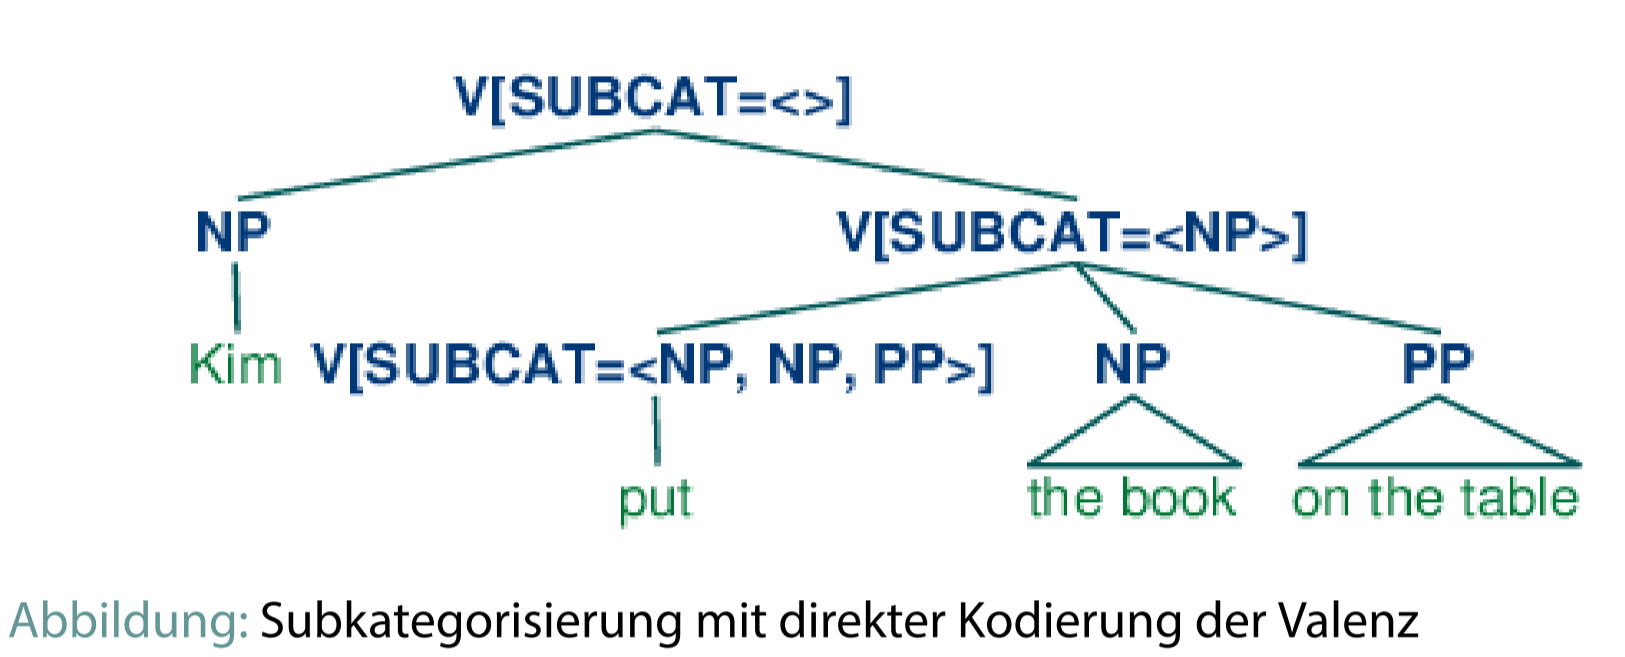 V[SUBCAT=<>]
NP V[SUBCAT=<NP>]
Kim V[SUBCAT=<NP, NP, PP>] NP PP
put the book on the table
Abbildung: Subkategorisierung mit direkter Kodierung der Valenz